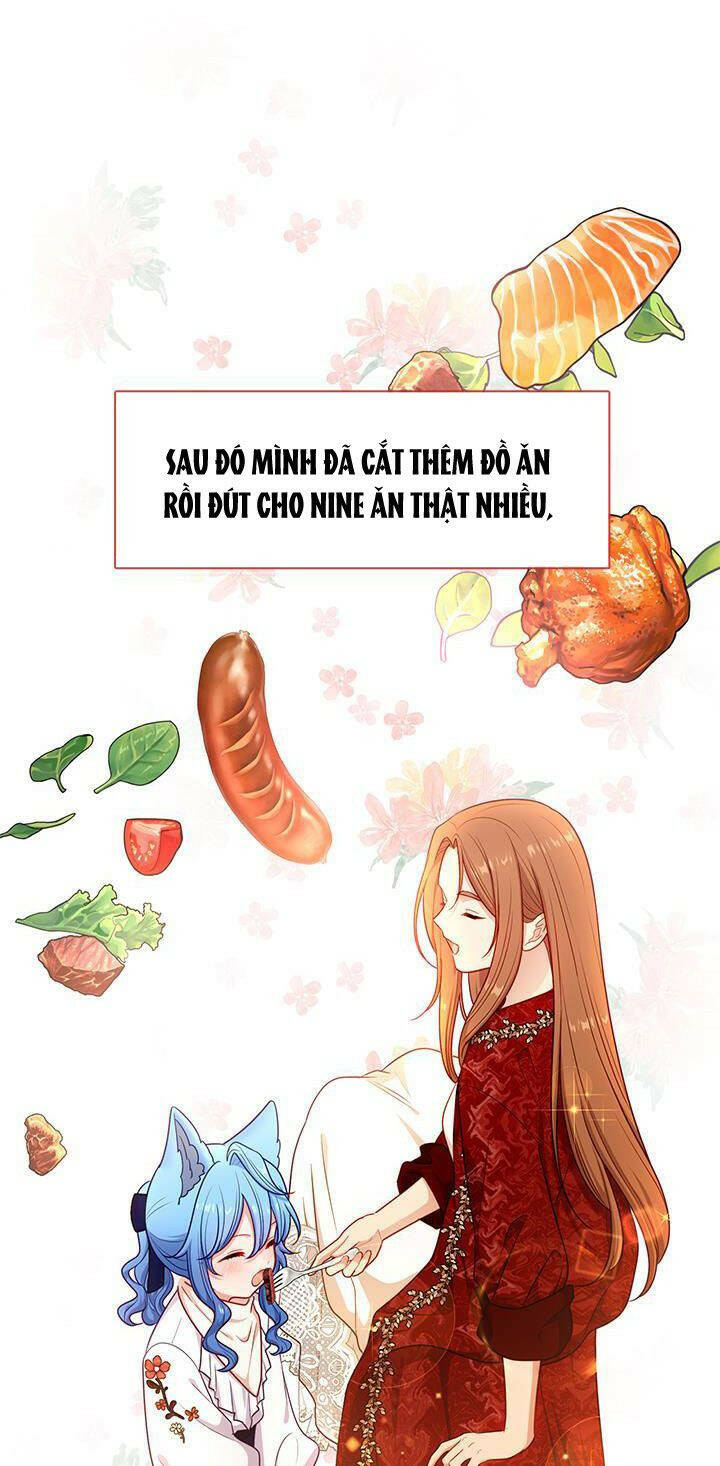 SAU ĐÓ MÌNH ĐÃ CẮT THÊM ĐỒ ĂN
RỒI ĐÚT CHO NINE ĂN THẬT NHIỀU,